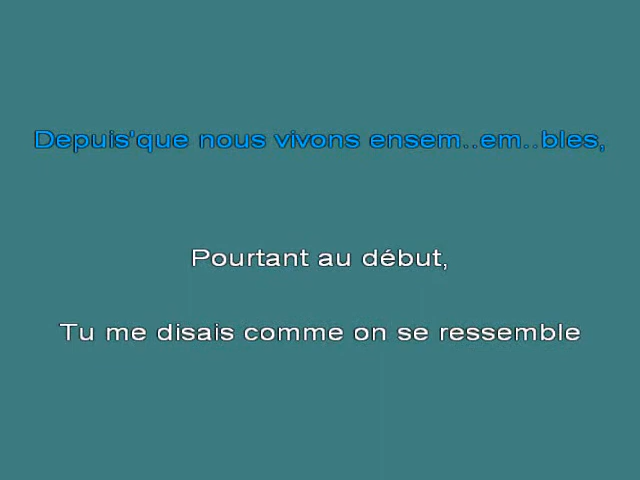 Depuis'que nous vivons ensem..em..bles,
Pourtant au début,
Tu me disais comme on se ressemble